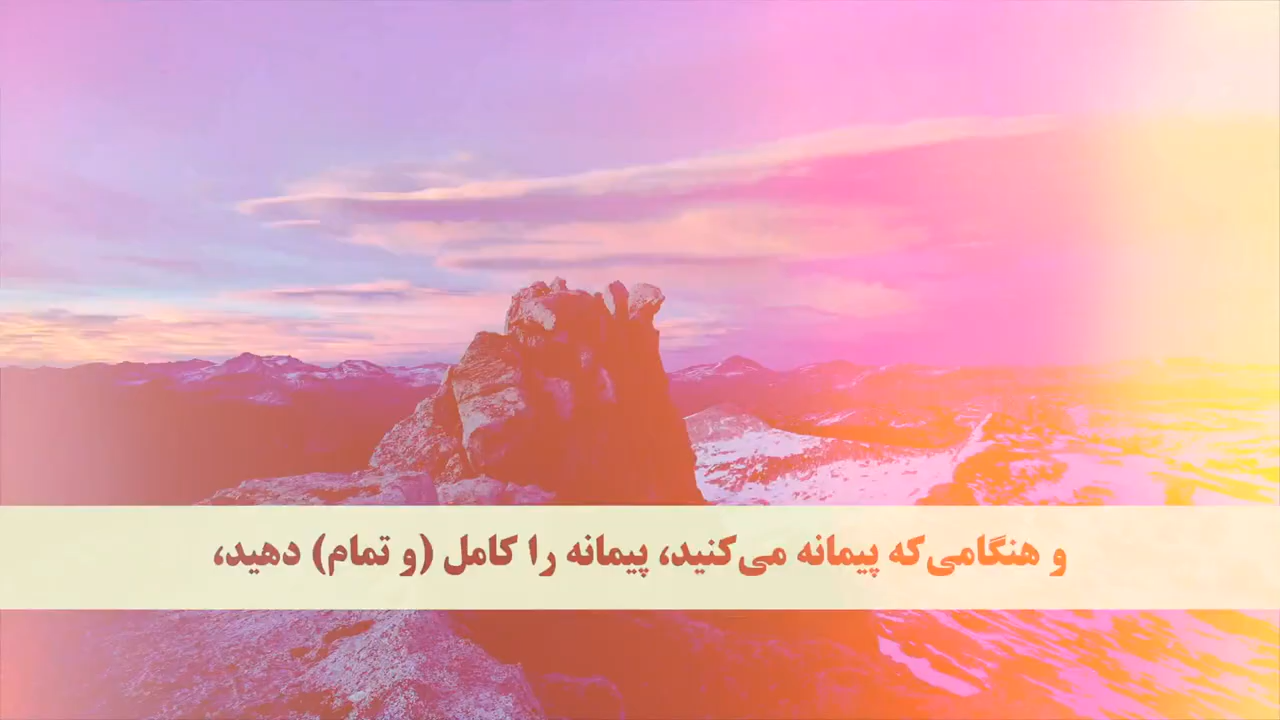 و هنگامی‌که پیمانه می‌کنید، پیمانه را کامل (و تمام) دهید،